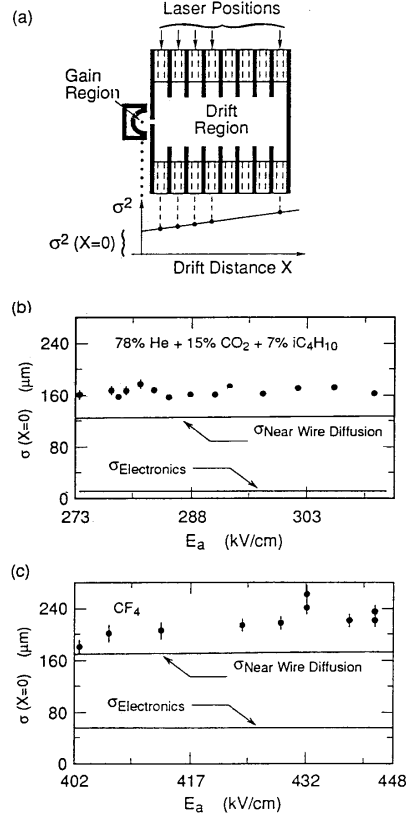 (a)
Laser Positions
Gain
Region
Drift
Region
σ²
σ² (X=0)
Drift Distance X
(b)
240
78% He + 15% CO₂ + 7% iC₄H₁₀
160
σ (X=0) (μm)
σNear Wire Diffusion
80
σElectronics
0
273 288 303
Eₐ (kV/cm)
(c)
240
CF₄
160
σ (X=0) (μm)
σNear Wire Diffusion
80
σElectronics
0
402 417 432 448
Eₐ (kV/cm)